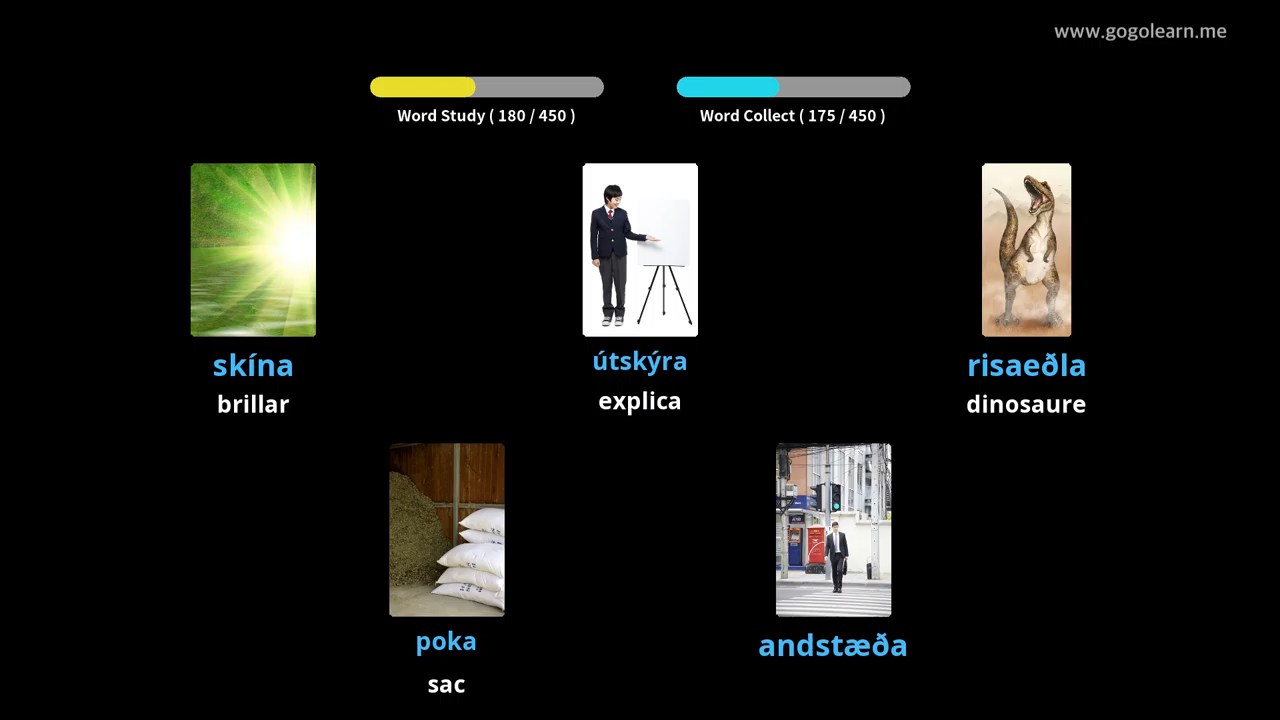 www.gogolearn.me
Word Study ( 180 / 450 )
Word Collect ( 175 / 450 )
skína
brillar
útskýra
explica
risaeðla
dinosaure
poka
sac
andstæða